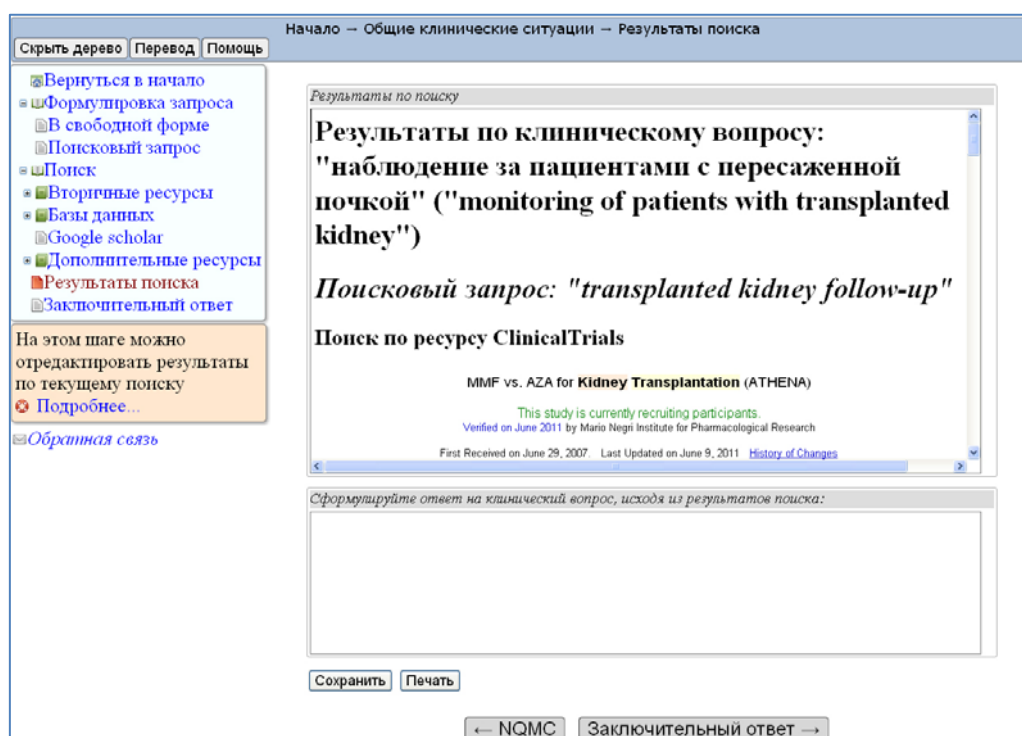 Начало → Общие клинические ситуации → Результаты поиска
Скрыть дерево Перевод Помощь
Вернуться в начало
Формулировка запроса
В свободной форме
Поисковый запрос
Поиск
Вторичные ресурсы
Базы данных
Google scholar
Дополнительные ресурсы
Результаты поиска
Заключительный ответ
На этом шаге можно
отредактировать результаты
по текущему поиску
Подробнее...
Обратная связь
Результаты по поиску
Результаты по клиническому вопросу:
"наблюдение за пациентами с пересаженной
почкой" ("monitoring of patients with transplanted
kidney")
Поисковый запрос: "transplanted kidney follow-up"
Поиск по ресурсу ClinicalTrials
MMF vs. AZA for Kidney Transplantation (ATHENA)
This study is currently recruiting participants.
Verified on June 2011 by Mario Negri Institute for Pharmacological Research
First Received on June 29, 2007. Last Updated on June 9, 2011 History of Changes
Сформулируйте ответ на клинический вопрос, исходя из результатов поиска:
Сохранить Печать
← NQMC Заключительный ответ →